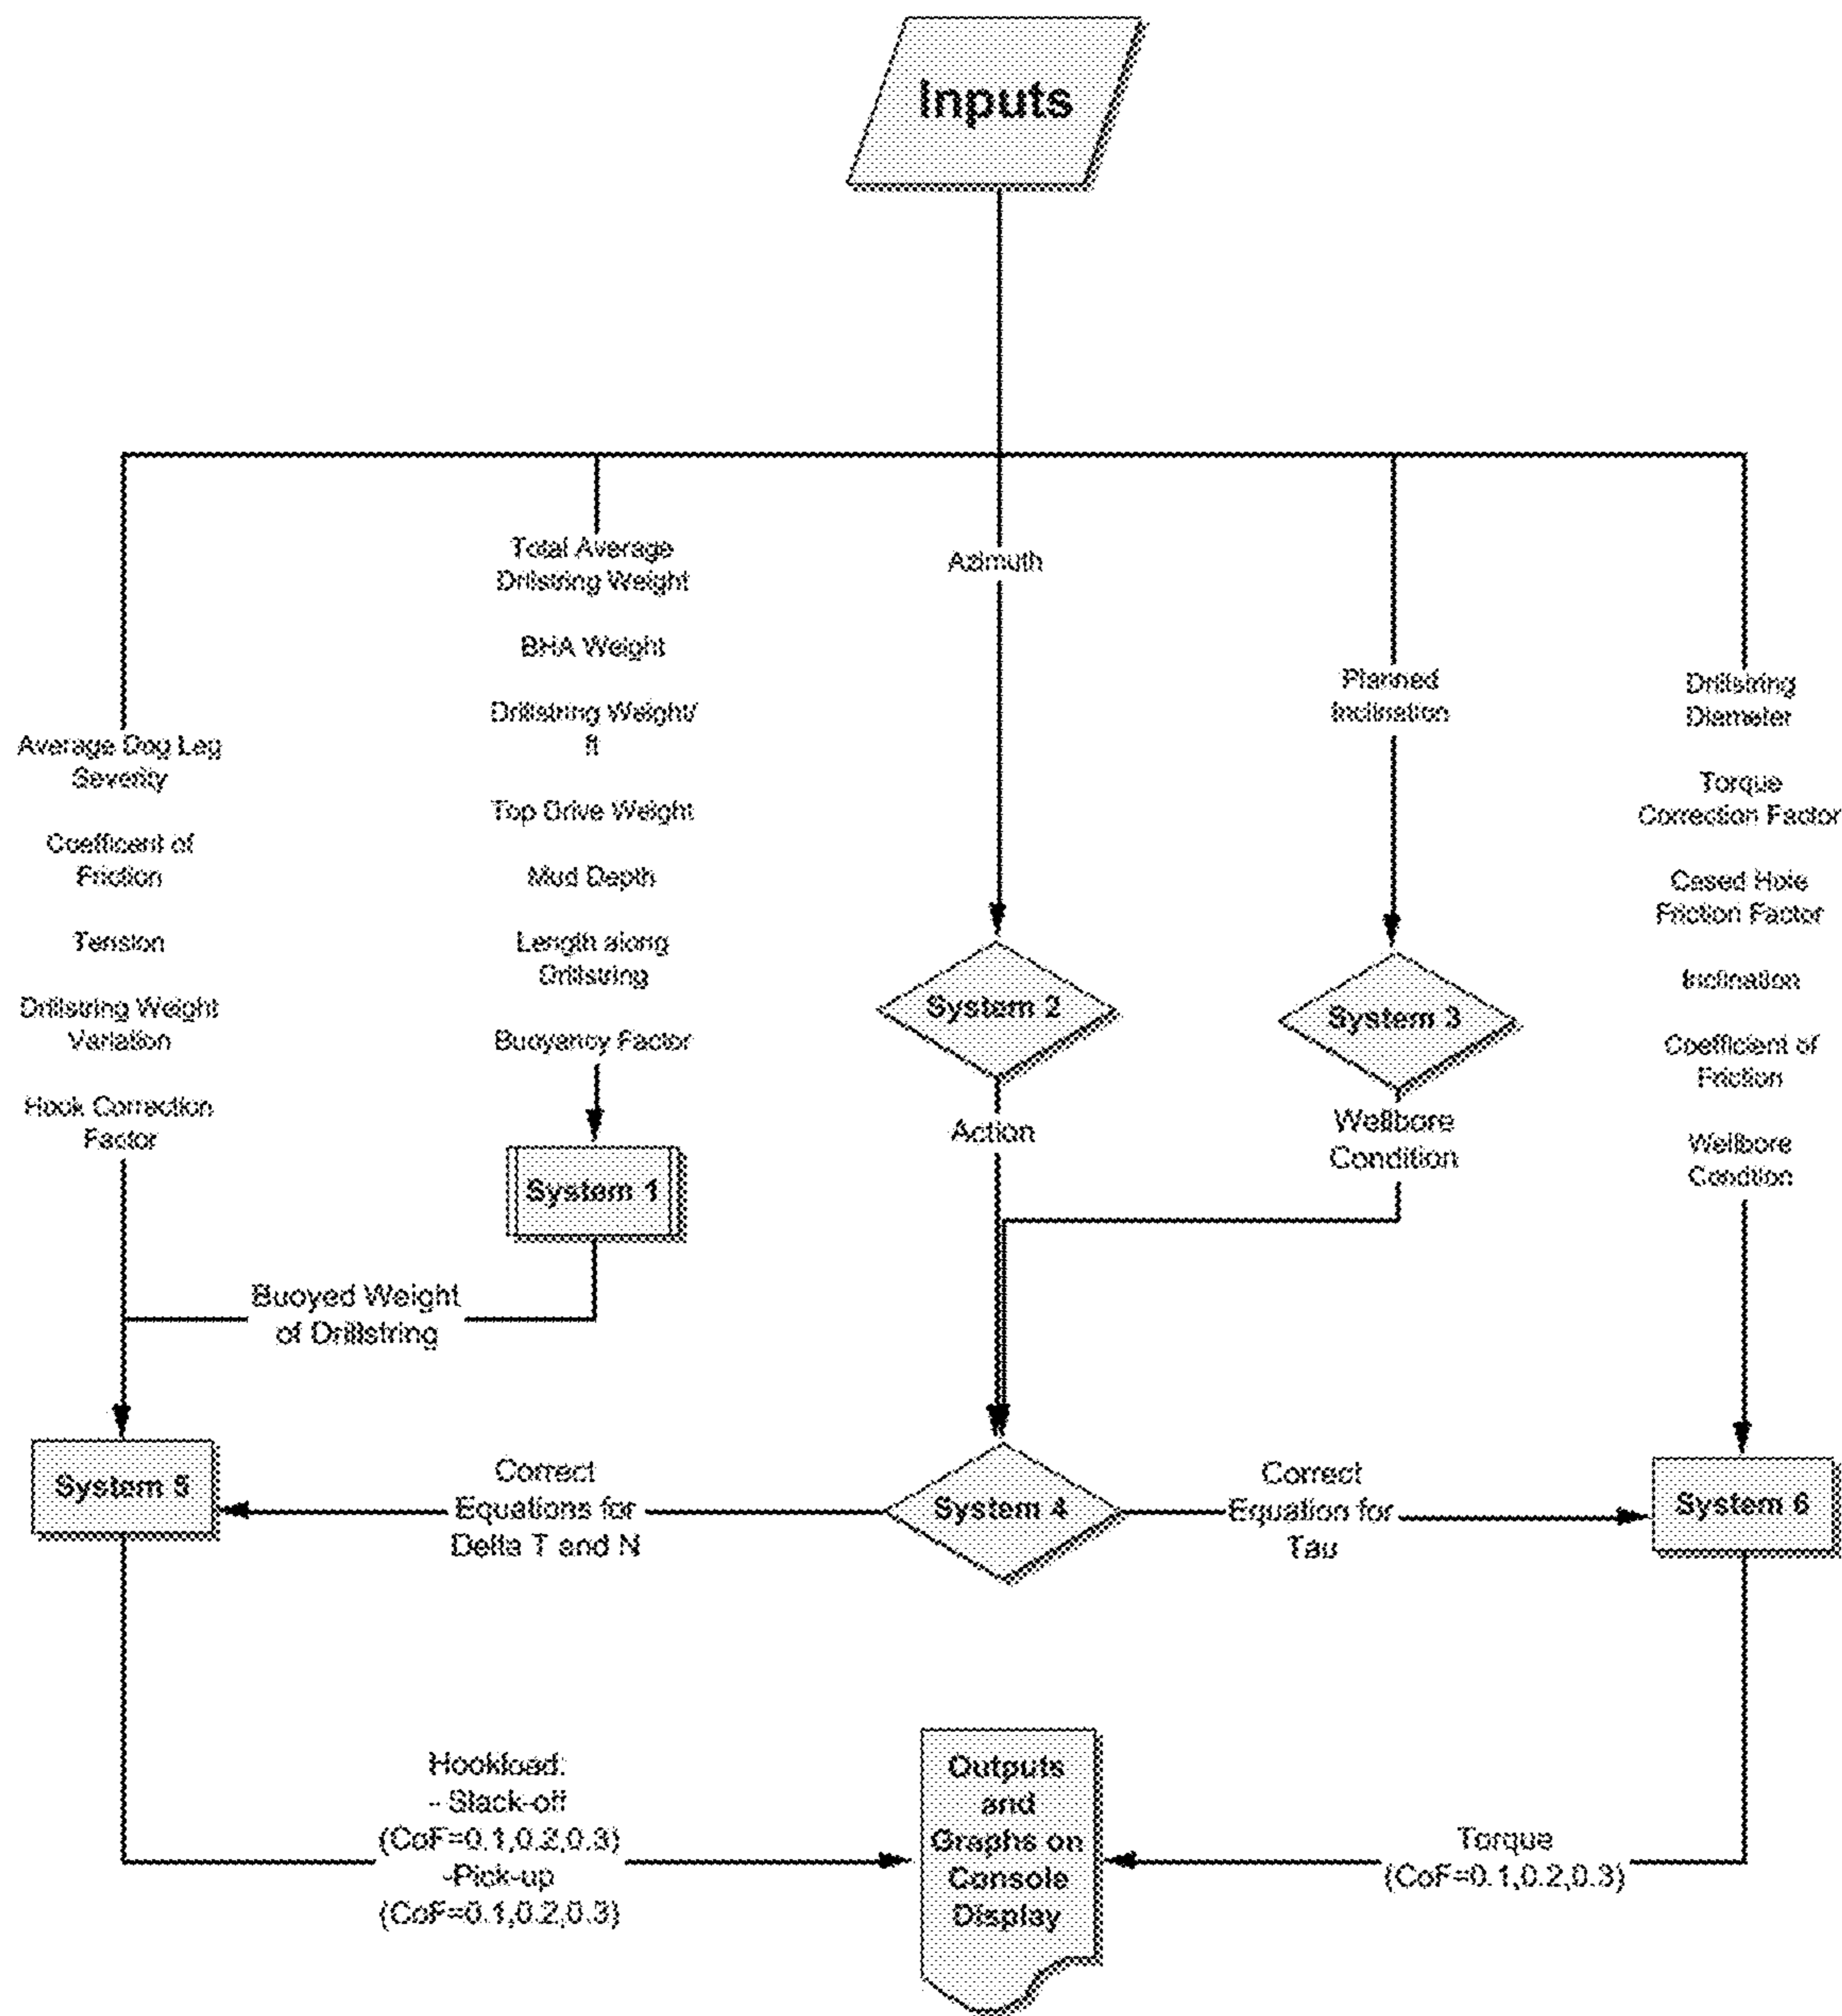 Inputs
Average Dog Leg
Severity
Coefficent of
Friction
Tension
Drillstring Weight
Variation
Hook Correction
Factor
Total Average
Drillstring Weight
BHA Weight
Drillstring Weight/
ft
Top Drive Weight
Mud Depth
Length along
Drillstring
Buoyancy Factor
Azimuth
Planned
Inclination
Drillstring
Diameter
Torque
Correction Factor
Cased Hole
Friction Factor
Inclination
Coefficient of
Friction
Wellbore
Condtion
System 1
System 2
System 3
Action
Wellbore
Condition
Buoyed Weight
of Drillstring
System 5
Correct
Equations for
Delta T and N
System 4
Correct
Equation for
Tau
System 6
Hookload:
- Slack-off
(CoF=0.1,0.2,0.3)
-Pick-up
(CoF=0.1,0.2,0.3)
Outputs
and
Graphs on
Console
Display
Torque
(CoF=0.1,0.2,0.3)